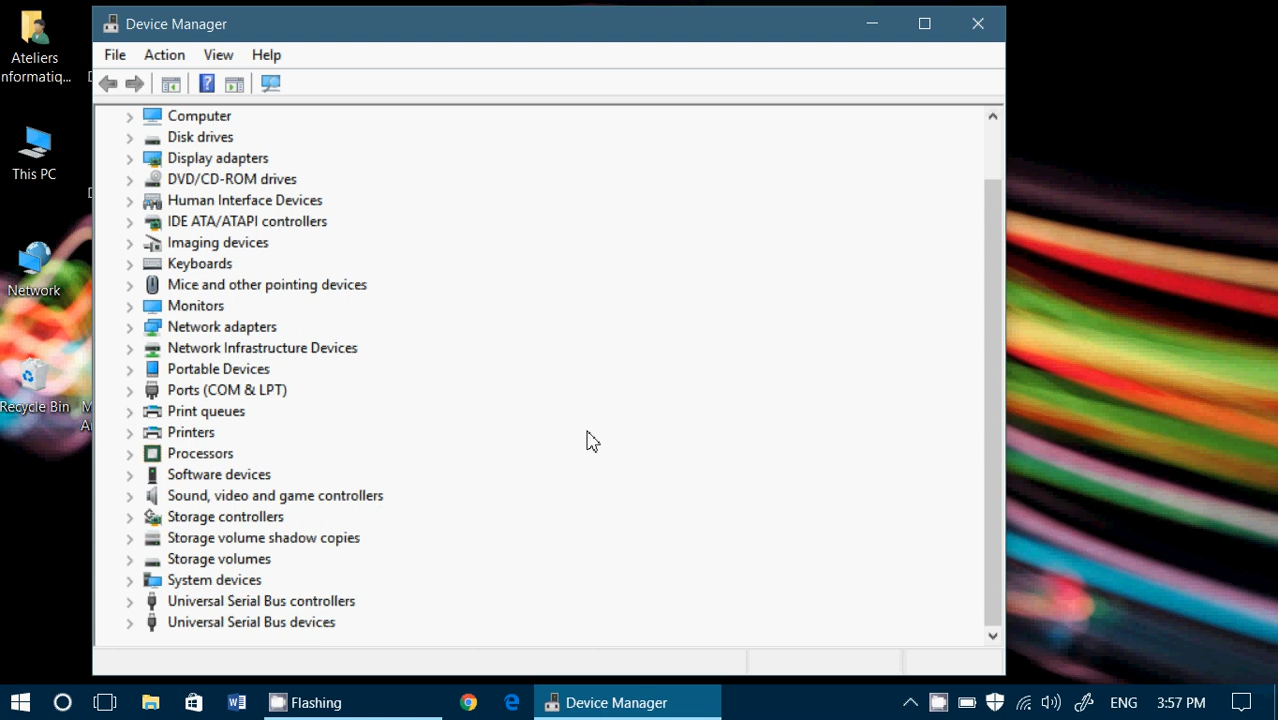 Ateliers
nformatiq...
This PC
Network
Recycle Bin
Device Manager
File Action View Help
Computer
Disk drives
Display adapters
DVD/CD-ROM drives
Human Interface Devices
IDE ATA/ATAPI controllers
Imaging devices
Keyboards
Mice and other pointing devices
Monitors
Network adapters
Network Infrastructure Devices
Portable Devices
Ports (COM & LPT)
Print queues
Printers
Processors
Software devices
Sound, video and game controllers
Storage controllers
Storage volume shadow copies
Storage volumes
System devices
Universal Serial Bus controllers
Universal Serial Bus devices
Flashing Device Manager ENG 3:57 PM